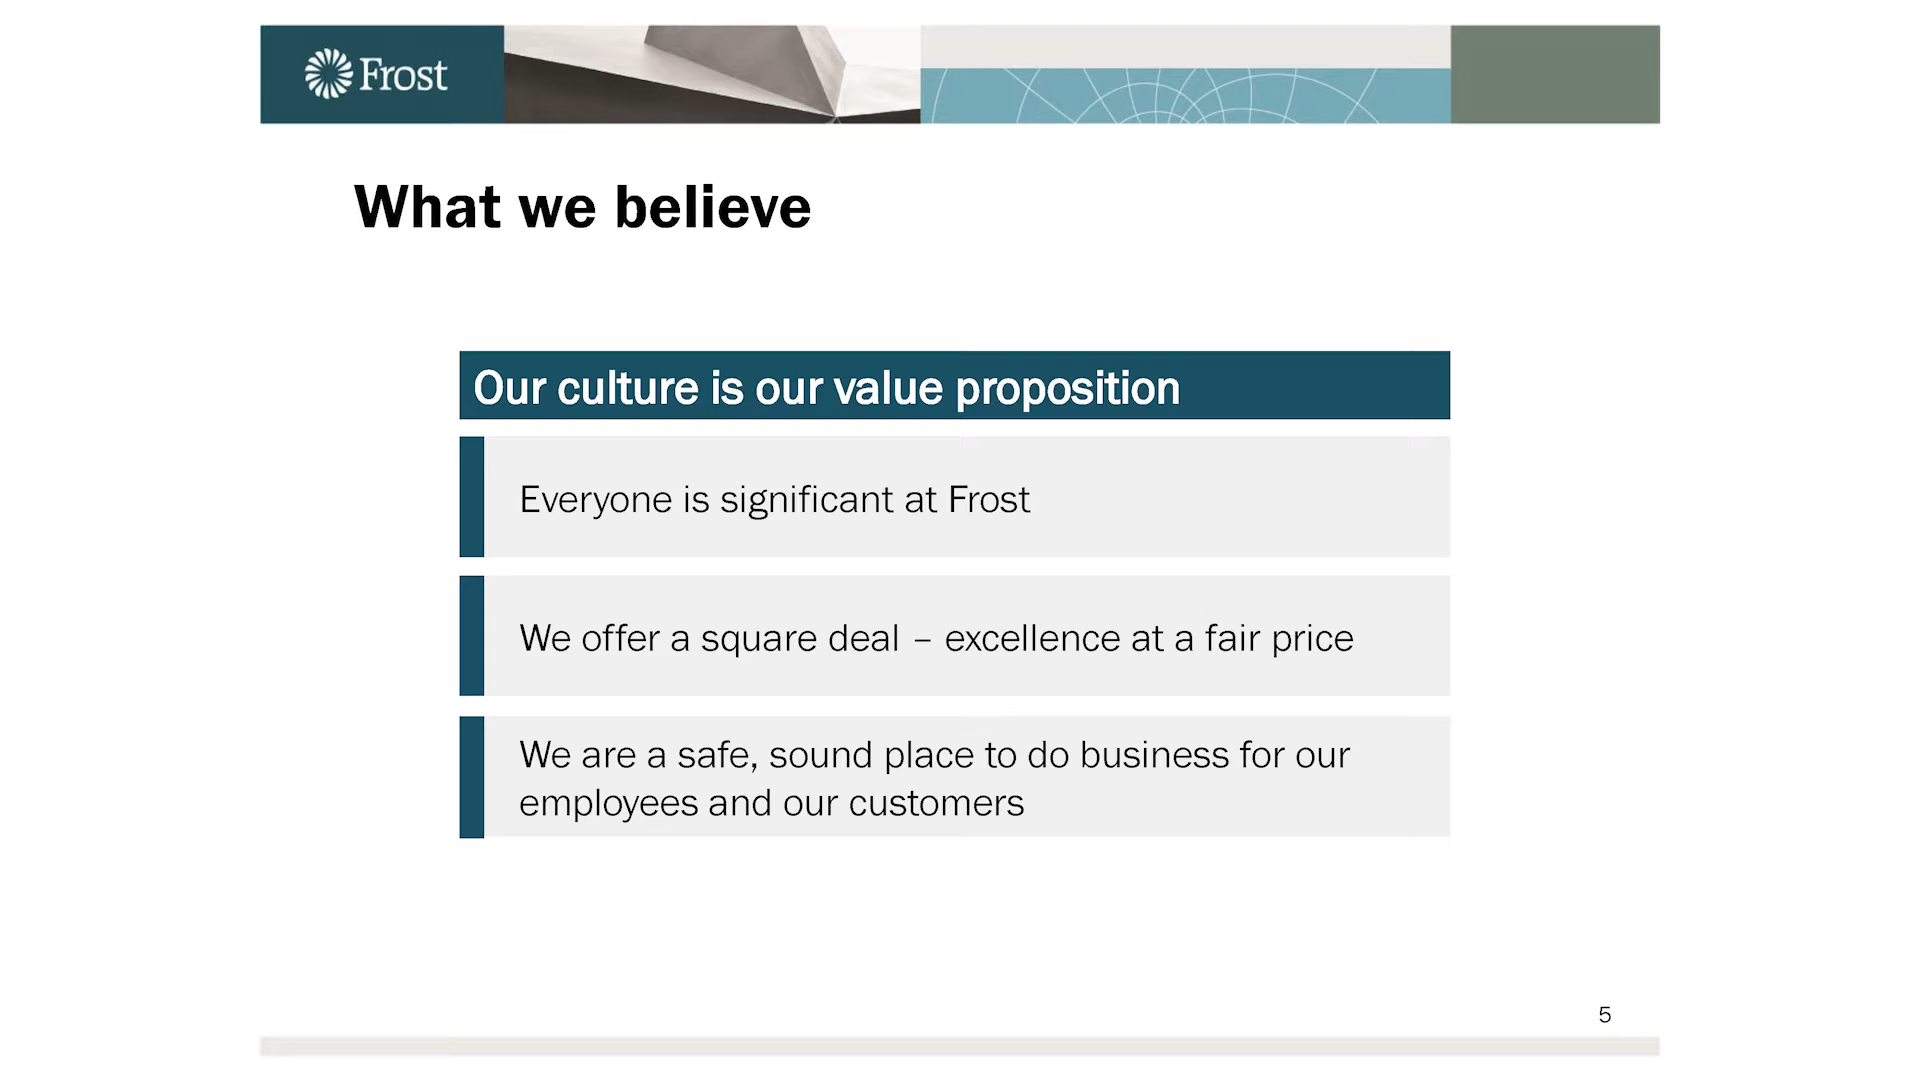 Frost
What we believe
Our culture is our value proposition
Everyone is significant at Frost
We offer a square deal – excellence at a fair price
We are a safe, sound place to do business for our
employees and our customers
5